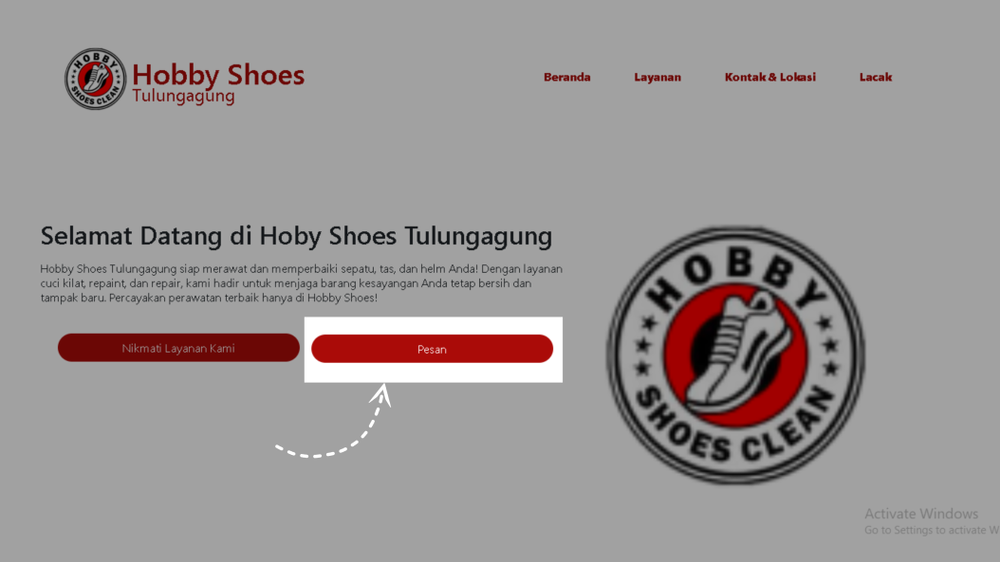 HOBBY
SHOES CLEAN
Hobby Shoes
Tulungagung
Beranda
Layanan
Kontak & Lokasi
Lacak
Selamat Datang di Hoby Shoes Tulungagung
Hobby Shoes Tulungagung siap merawat dan memperbaiki sepatu, tas, dan helm Anda! Dengan layanan
cuci kilat, repaint, dan repair, kami hadir untuk menjaga barang kesayangan Anda tetap bersih dan
tampak baru. Percayakan perawatan terbaik hanya di Hobby Shoes!
Nikmati Layanan Kami
Pesan
HOBBY
SHOES CLEAN
Activate Windows
Go to Settings to activate W